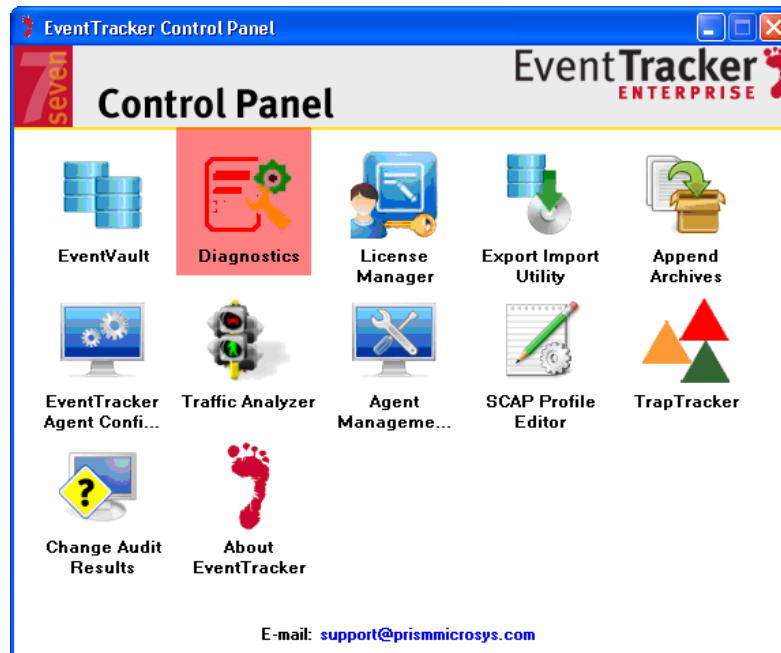 EventTracker Control Panel
7
seven
Control Panel
EventTracker
ENTERPRISE
EventVault
Diagnostics
License
Manager
Export Import
Utility
Append
Archives
EventTracker
Agent Confi...
Traffic Analyzer
Agent
Manageme...
SCAP Profile
Editor
TrapTracker
?
Change Audit
Results
About
EventTracker
E-mail: support@prismmicrosys.com